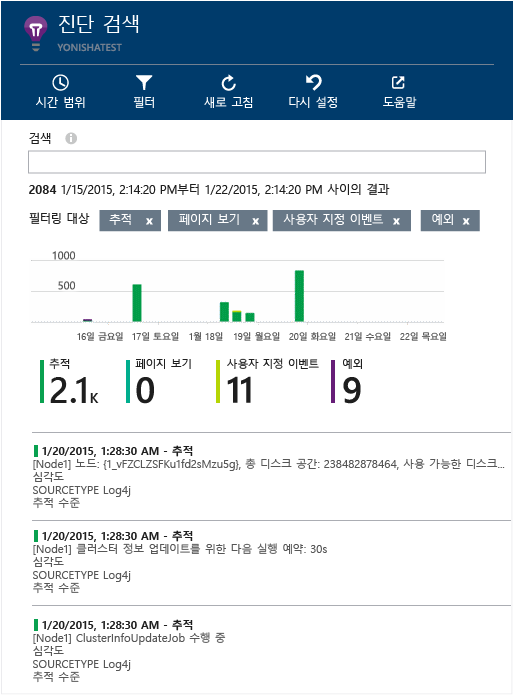 진단 검색
YONISHATEST
시간 범위 필터 새로 고침 다시 설정 도움말
검색
2084 1/15/2015, 2:14:20 PM부터 1/22/2015, 2:14:20 PM 사이의 결과
필터링 대상 추적 x 페이지 보기 x 사용자 지정 이벤트 x 예외 x
1000
500
16일 금요일 17일 토요일 1월 18일 19일 월요일 20일 화요일 21일 수요일 22일 목요일
추적 페이지 보기 사용자 지정 이벤트 예외
2.1K 0 11 9
1/20/2015, 1:28:30 AM - 추적
[Node1] 노드: {1_vFZCLZSFKu1fd2sMzu5g}, 총 디스크 공간: 238482878464, 사용 가능한 디스크...
심각도
SOURCETYPE Log4j
추적 수준
1/20/2015, 1:28:30 AM - 추적
[Node1] 클러스터 정보 업데이트를 위한 다음 실행 예약: 30s
심각도
SOURCETYPE Log4j
추적 수준
1/20/2015, 1:28:30 AM - 추적
[Node1] ClusterInfoUpdateJob 수행 중
심각도
SOURCETYPE Log4j
추적 수준